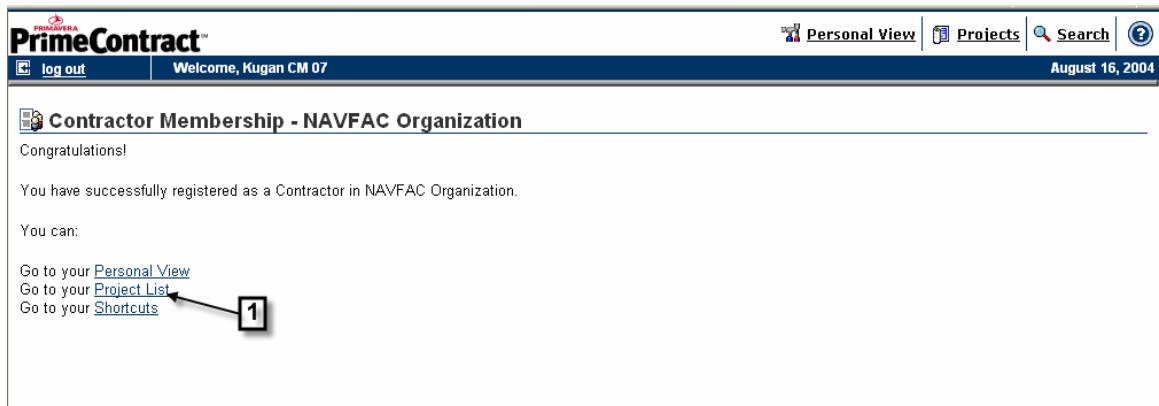 PRIMAVERA
PrimeContract™
Personal View Projects Search ?
log out Welcome, Kugan CM 07 August 16, 2004
Contractor Membership - NAVFAC Organization
Congratulations!
You have successfully registered as a Contractor in NAVFAC Organization.
You can:
Go to your Personal View
Go to your Project List
Go to your Shortcuts
1